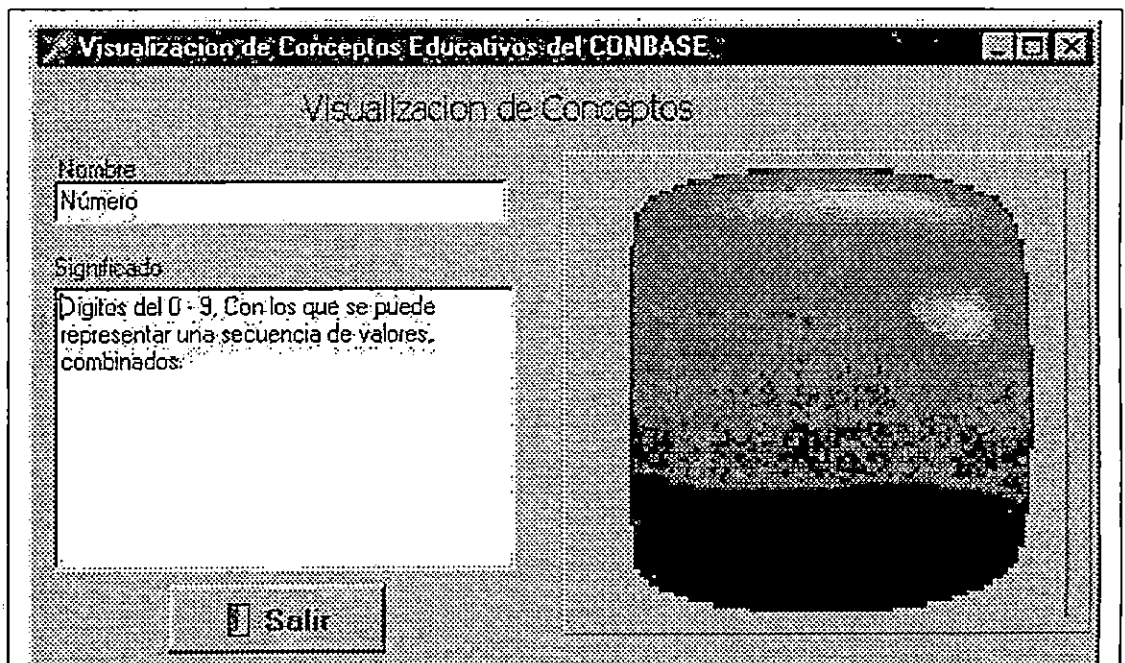 Visualizacion de Conceptos Educativos del CONBASE
Visualizacion de Conceptos
Nombre
Número
Significado
Digitos del 0 - 9, Con los que se puede
representar una secuencia de valores,
combinados.
Salir